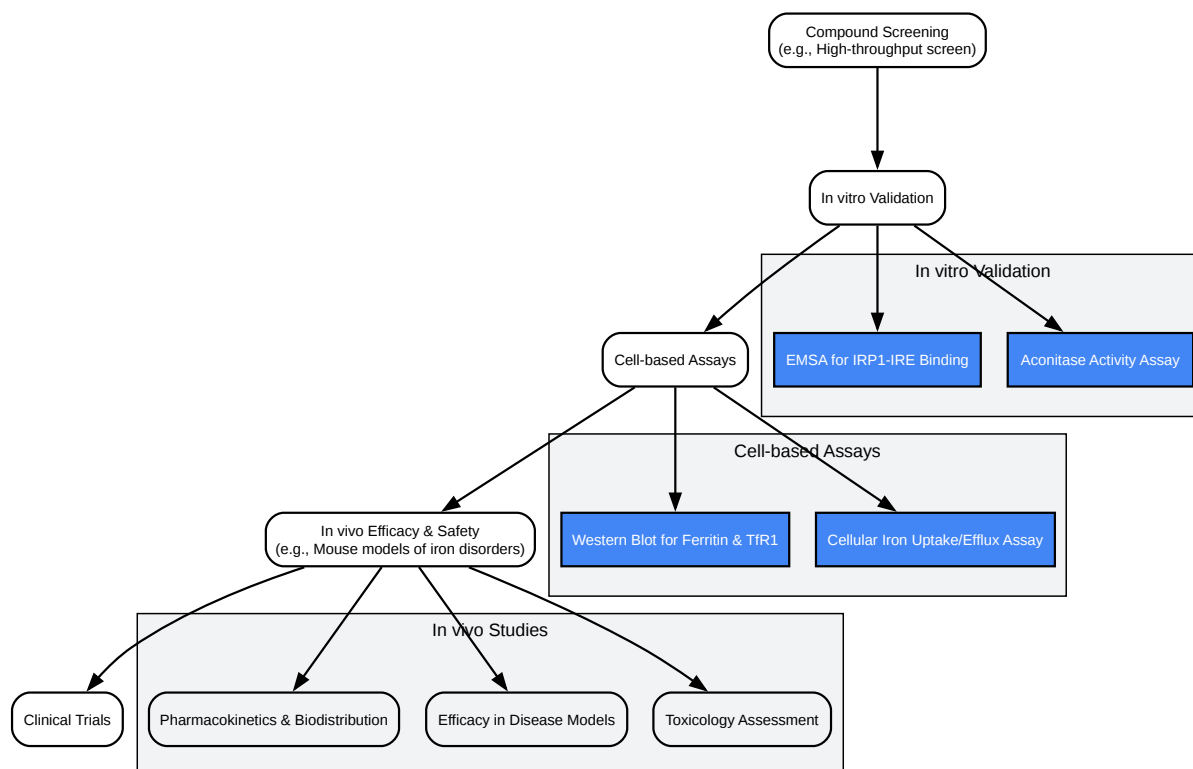 Compound Screening
(e.g., High-throughput screen)
In vitro Validation
In vitro Validation
Cell-based Assays
EMSA for IRP1-IRE Binding
Aconitase Activity Assay
Cell-based Assays
In vivo Efficacy & Safety
(e.g., Mouse models of iron disorders)
Western Blot for Ferritin & TfR1
Cellular Iron Uptake/Efflux Assay
In vivo Studies
Clinical Trials
Pharmacokinetics & Biodistribution
Efficacy in Disease Models
Toxicology Assessment